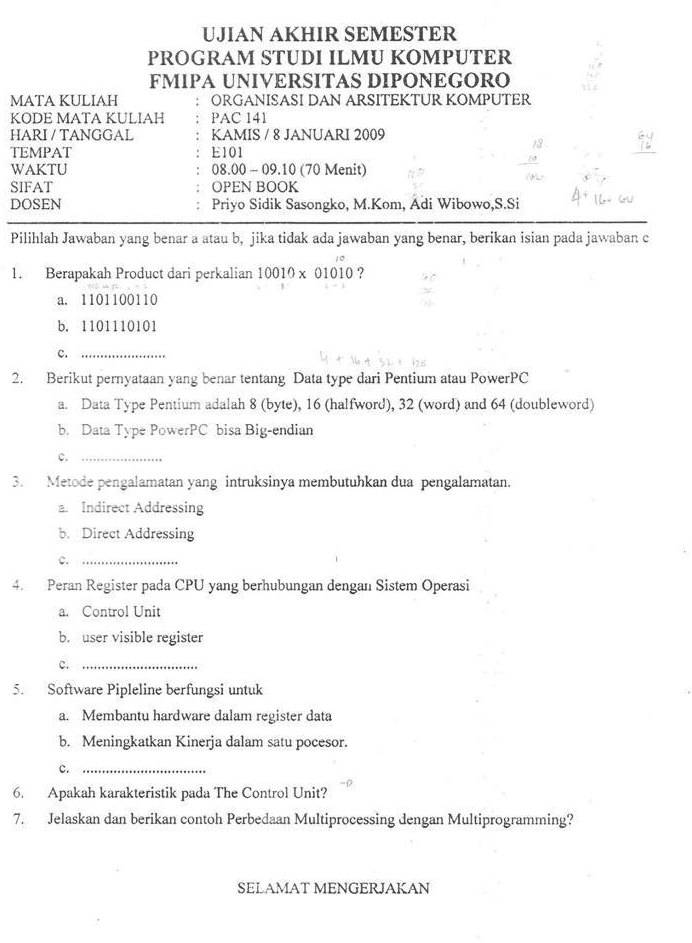 UJIAN AKHIR SEMESTER
PROGRAM STUDI ILMU KOMPUTER
FMIPA UNIVERSITAS DIPONEGORO
MATA KULIAH : ORGANISASI DAN ARSITEKTUR KOMPUTER
KODE MATA KULIAH : PAC 141
HARI / TANGGAL : KAMIS / 8 JANUARI 2009
TEMPAT : E101
WAKTU : 08.00 – 09.10 (70 Menit)
SIFAT : OPEN BOOK
DOSEN : Priyo Sidik Sasongko, M.Kom, Adi Wibowo,S.Si
18
10
64
16
4+ 16+ 64
Pilihlah Jawaban yang benar a atau b, jika tidak ada jawaban yang benar, berikan isian pada jawaban c
10
1. Berapakah Product dari perkalian 10010 x 01010 ?
a. 1101100110
b. 1101110101
c. ......................
4 + 16 + 32 + 128
2. Berikut pernyataan yang benar tentang Data type dari Pentium atau PowerPC
a. Data Type Pentium adalah 8 (byte), 16 (halfword), 32 (word) and 64 (doubleword)
b. Data Type PowerPC bisa Big-endian
c. .....................
3. Metode pengalamatan yang intruksinya membutuhkan dua pengalamatan.
a. Indirect Addressing
b. Direct Addressing
c. .........................
4. Peran Register pada CPU yang berhubungan dengan Sistem Operasi
a. Control Unit
b. user visible register
c. ..............................
5. Software Pipleline berfungsi untuk
a. Membantu hardware dalam register data
b. Meningkatkan Kinerja dalam satu pocesor.
c. ................................
6. Apakah karakteristik pada The Control Unit?
7. Jelaskan dan berikan contoh Perbedaan Multiprocessing dengan Multiprogramming?
SELAMAT MENGERJAKAN